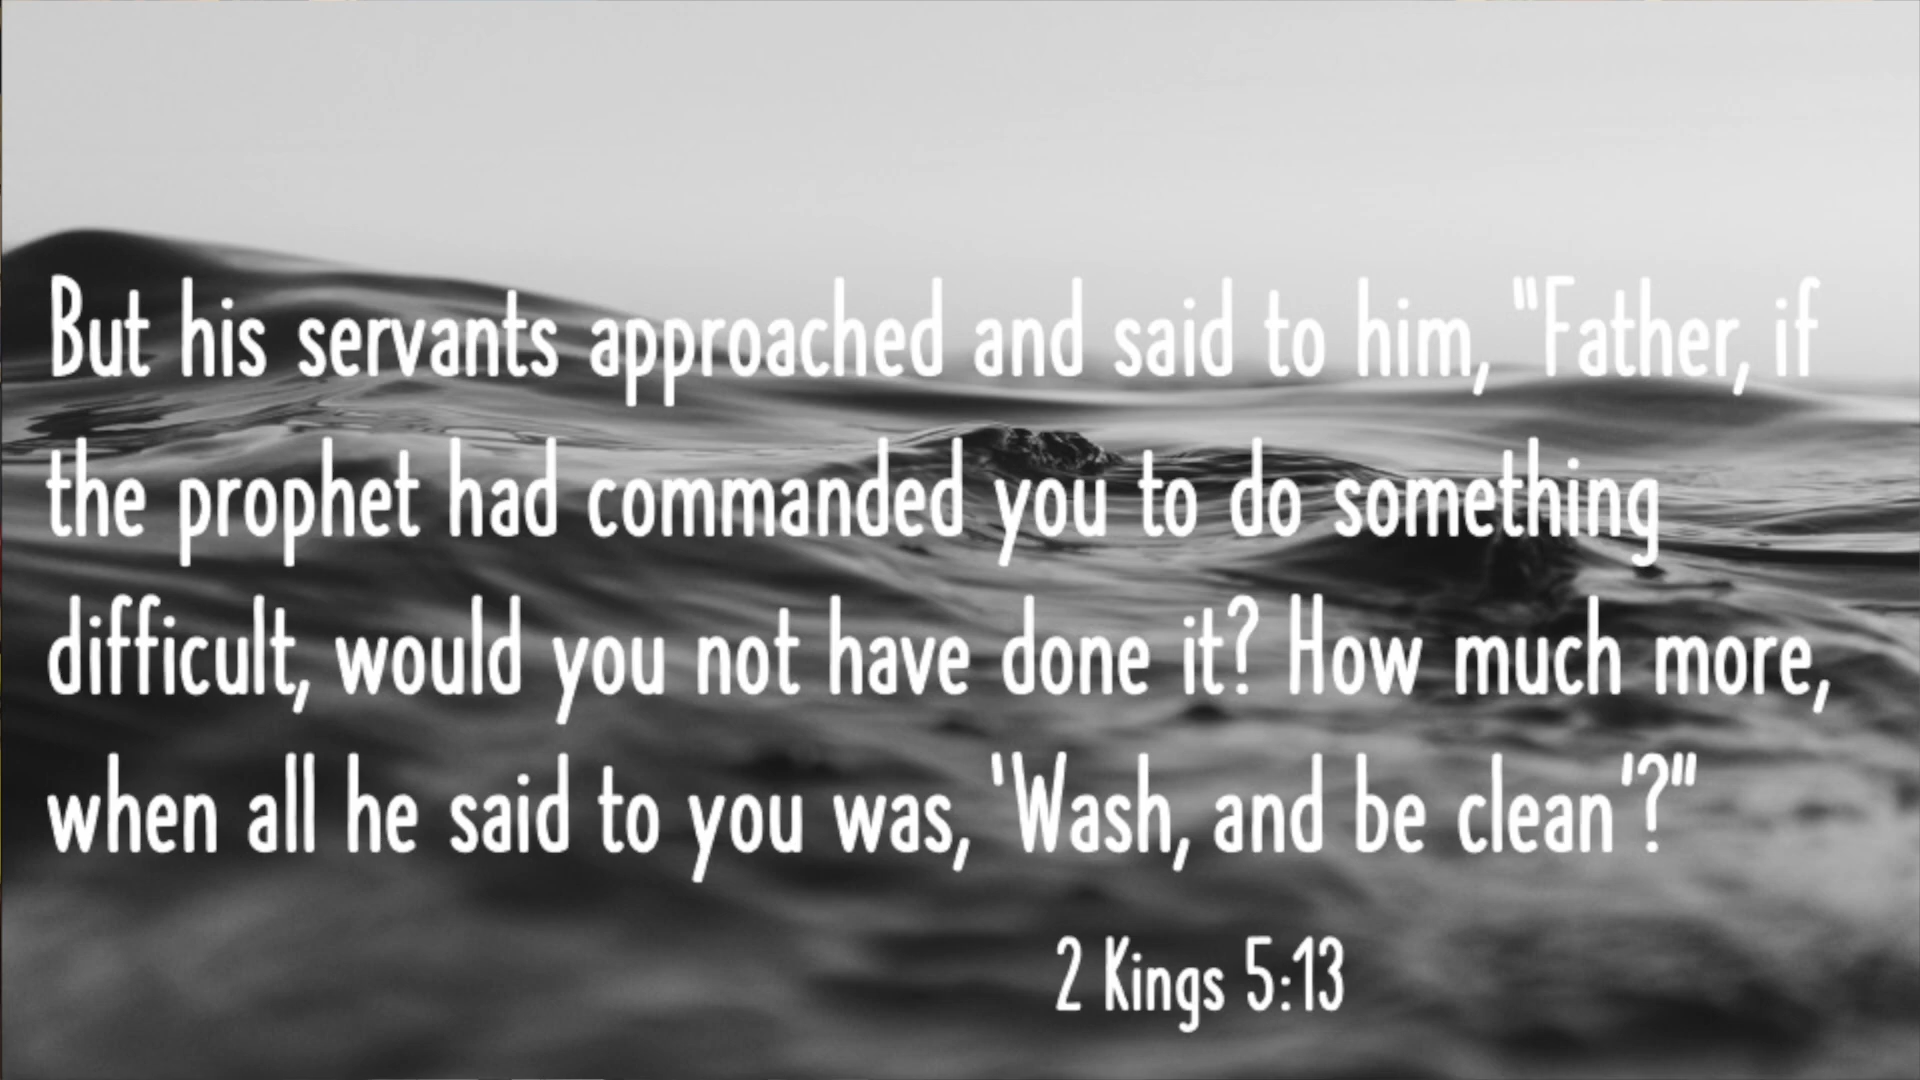 But his servants approached and said to him, "Father, if
the prophet had commanded you to do something
difficult, would you not have done it? How much more,
when all he said to you was, 'Wash, and be clean'?"
2 Kings 5:13